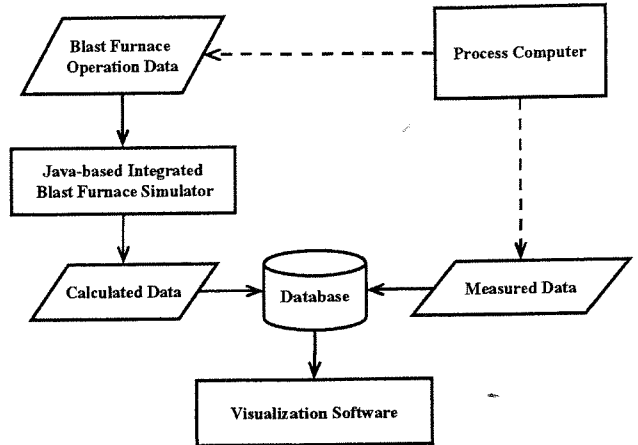 Blast Furnace
Operation Data
Process Computer
Java-based Integrated
Blast Furnace Simulator
Calculated Data
Database
Measured Data
Visualization Software